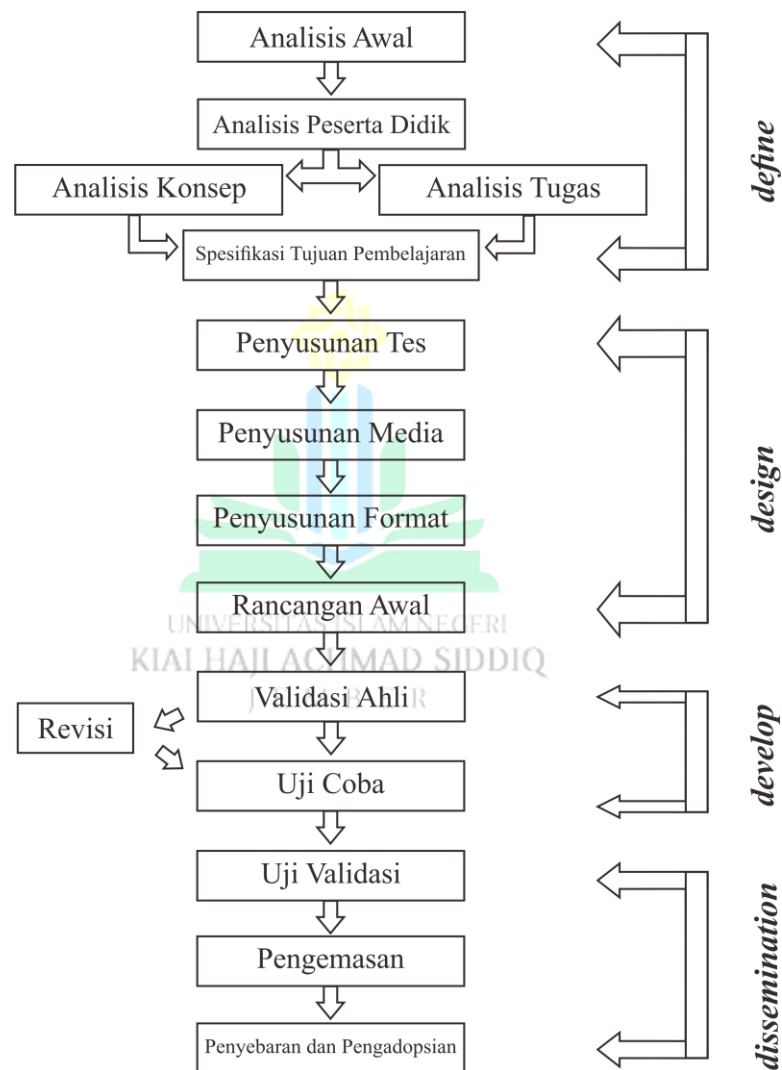 Analisis Awal
Analisis Peserta Didik
Analisis Konsep
Analisis Tugas
Spesifikasi Tujuan Pembelajaran
define
Penyusunan Tes
Penyusunan Media
Penyusunan Format
Rancangan Awal
design
UNIVERSITAS ISLAM NEGERI
KIAI HAJI ACHMAD SIDDIQ
Validasi Ahli
Revisi
Uji Coba
develop
Uji Validasi
Pengemasan
Penyebaran dan Pengadopsian
dissemination